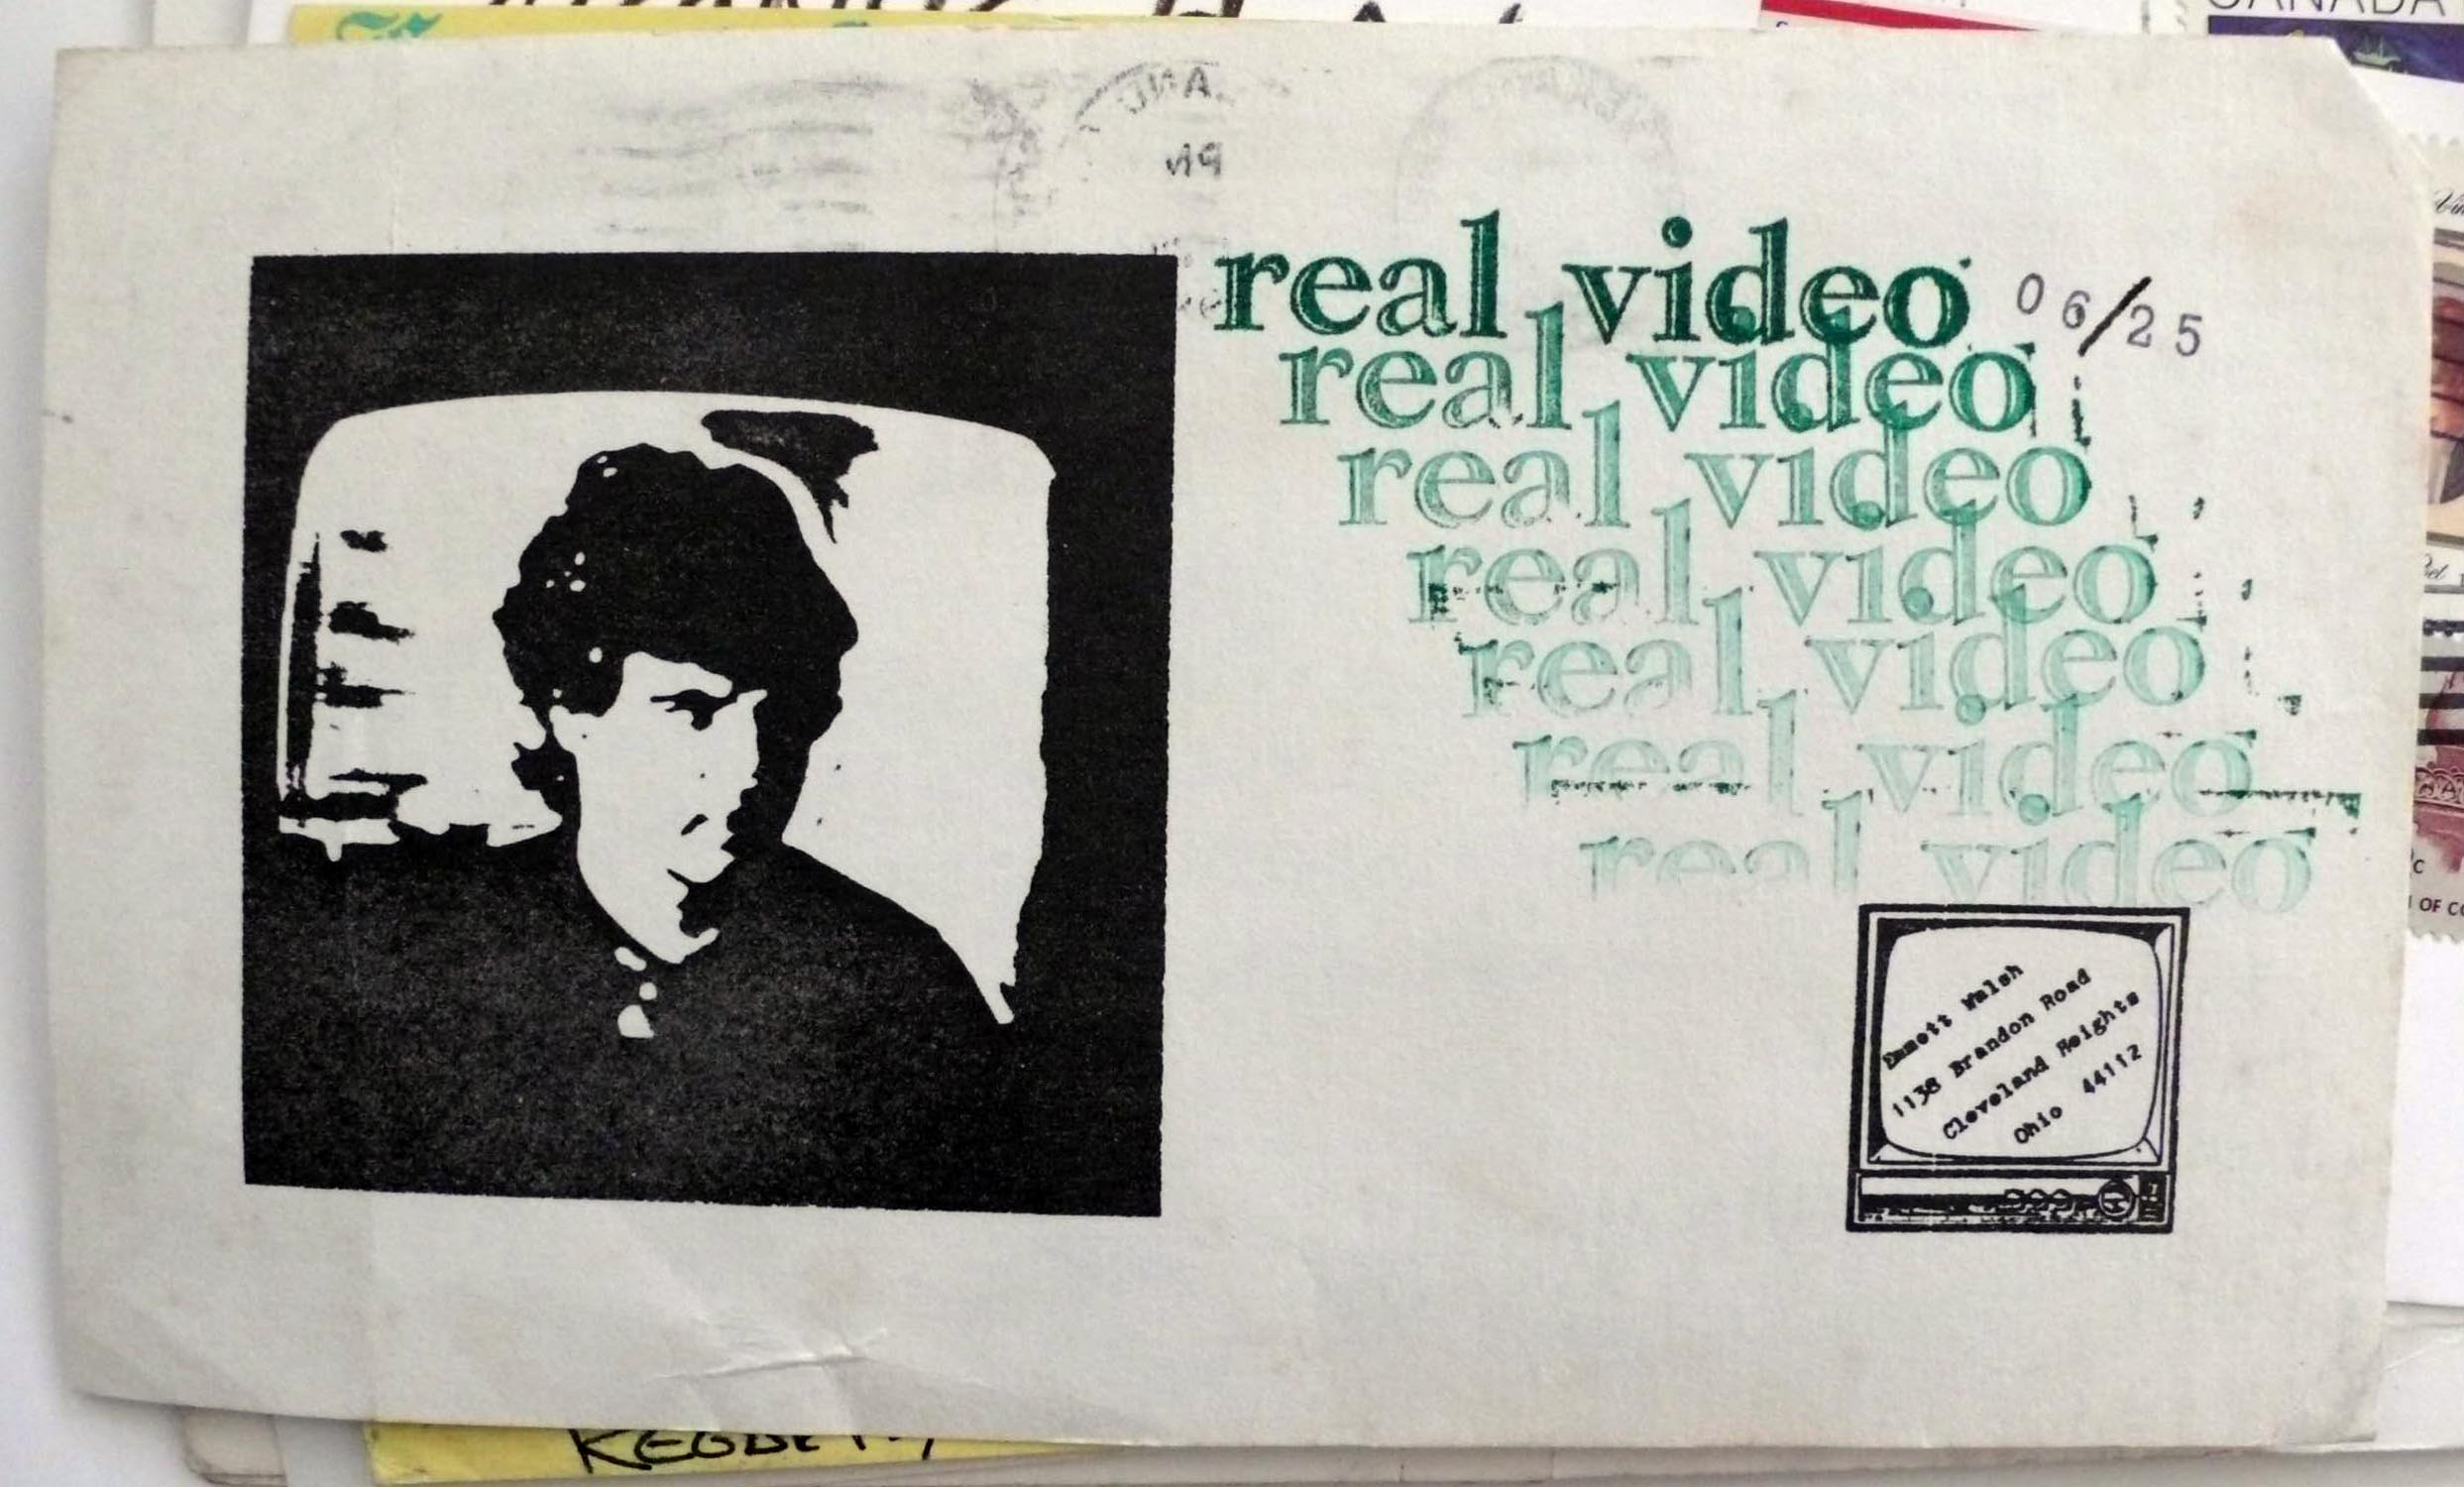 CANADA
real video
06/25
real video
real video
real video
real video
real video
real video
Emmett Walsh
1138 Brandon Road
Cleveland Heights
Ohio 44112
OF